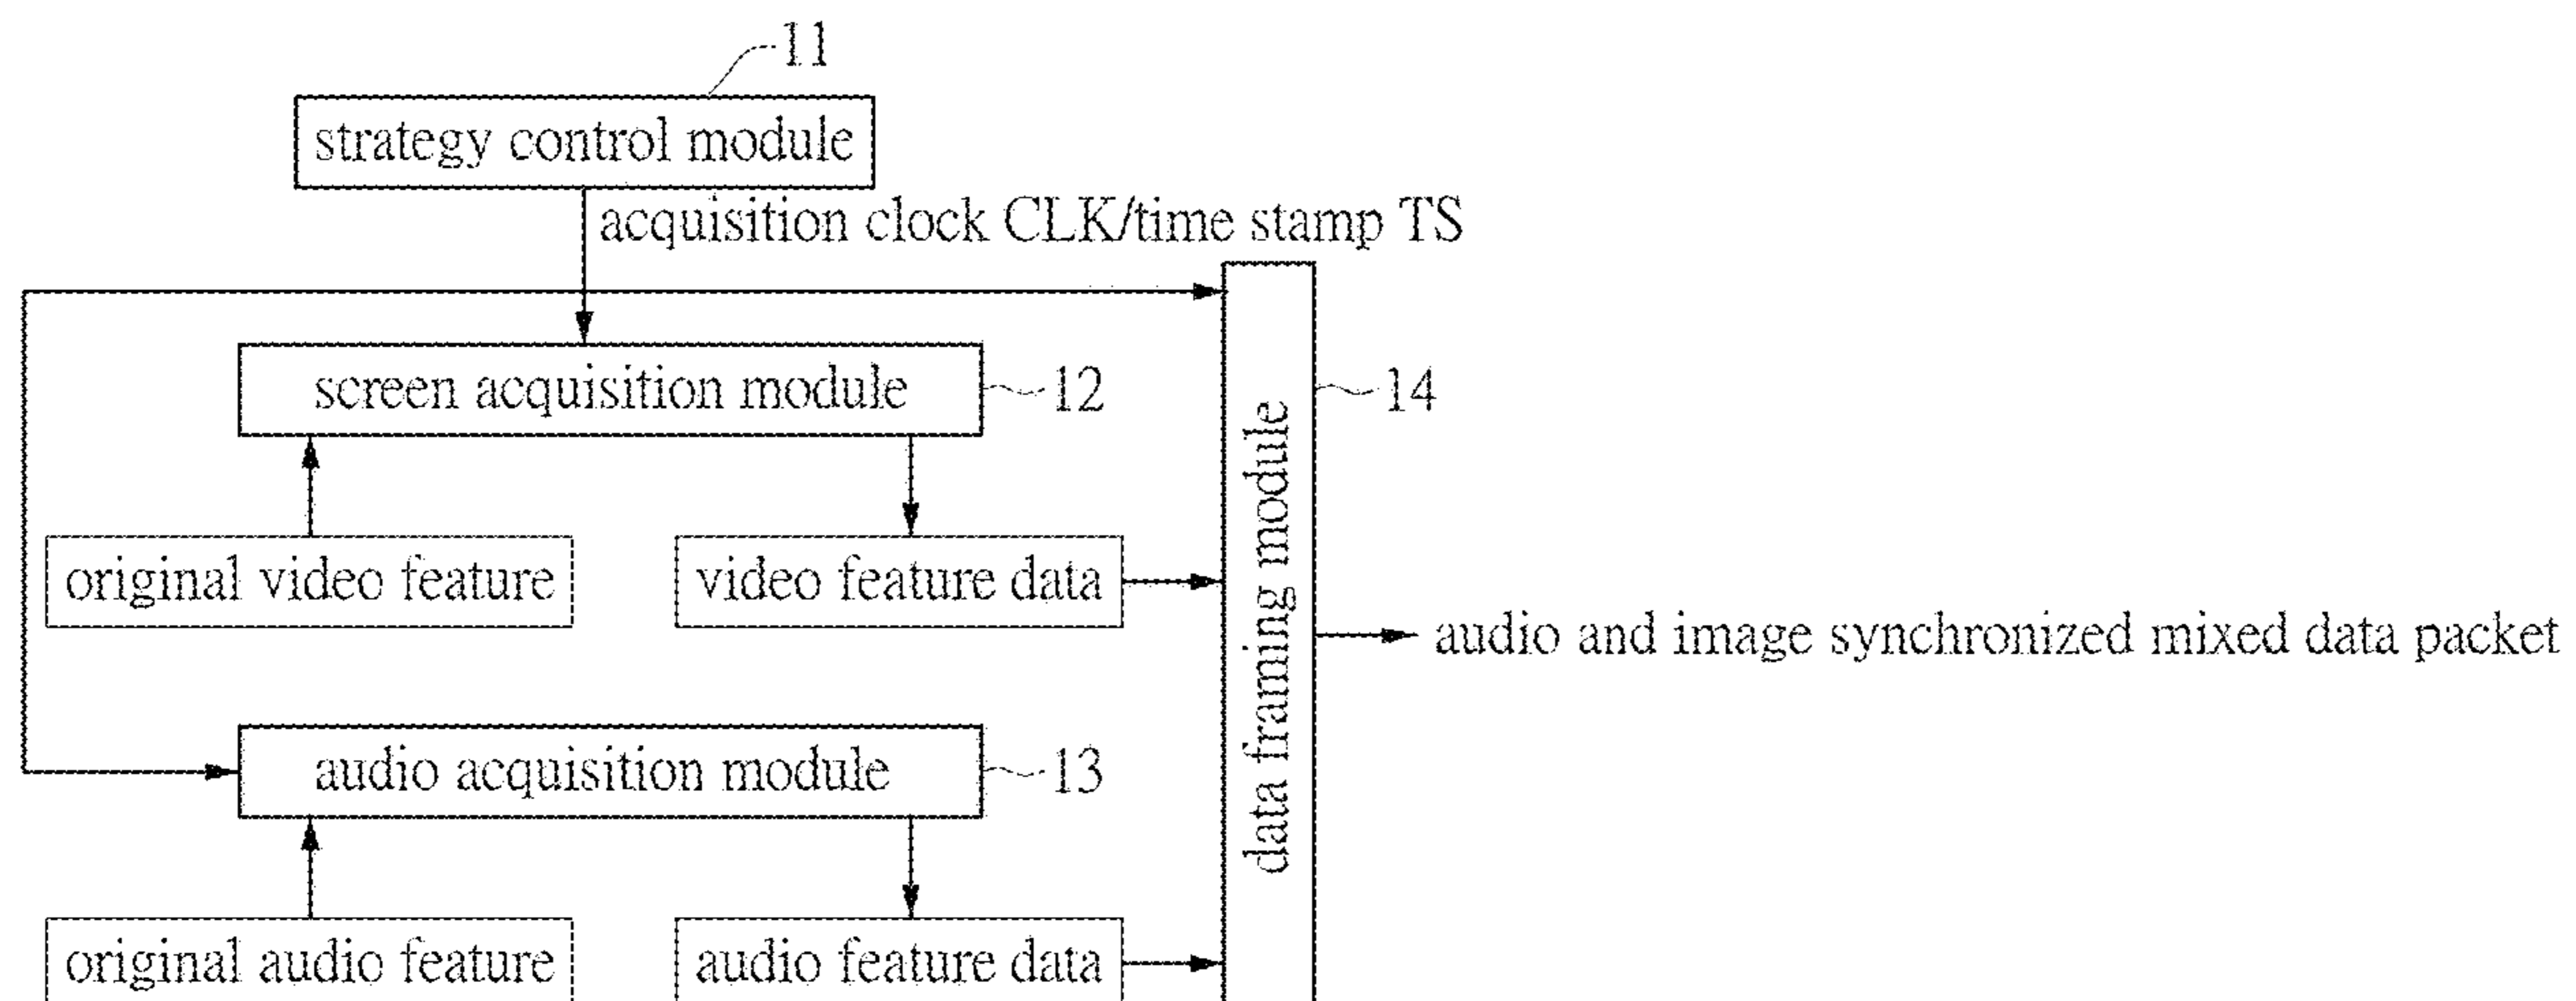 11
strategy control module
acquisition clock CLK/time stamp TS
screen acquisition module
12
14
original video feature
video feature data
data framing module
audio and image synchronized mixed data packet
audio acquisition module
13
original audio feature
audio feature data